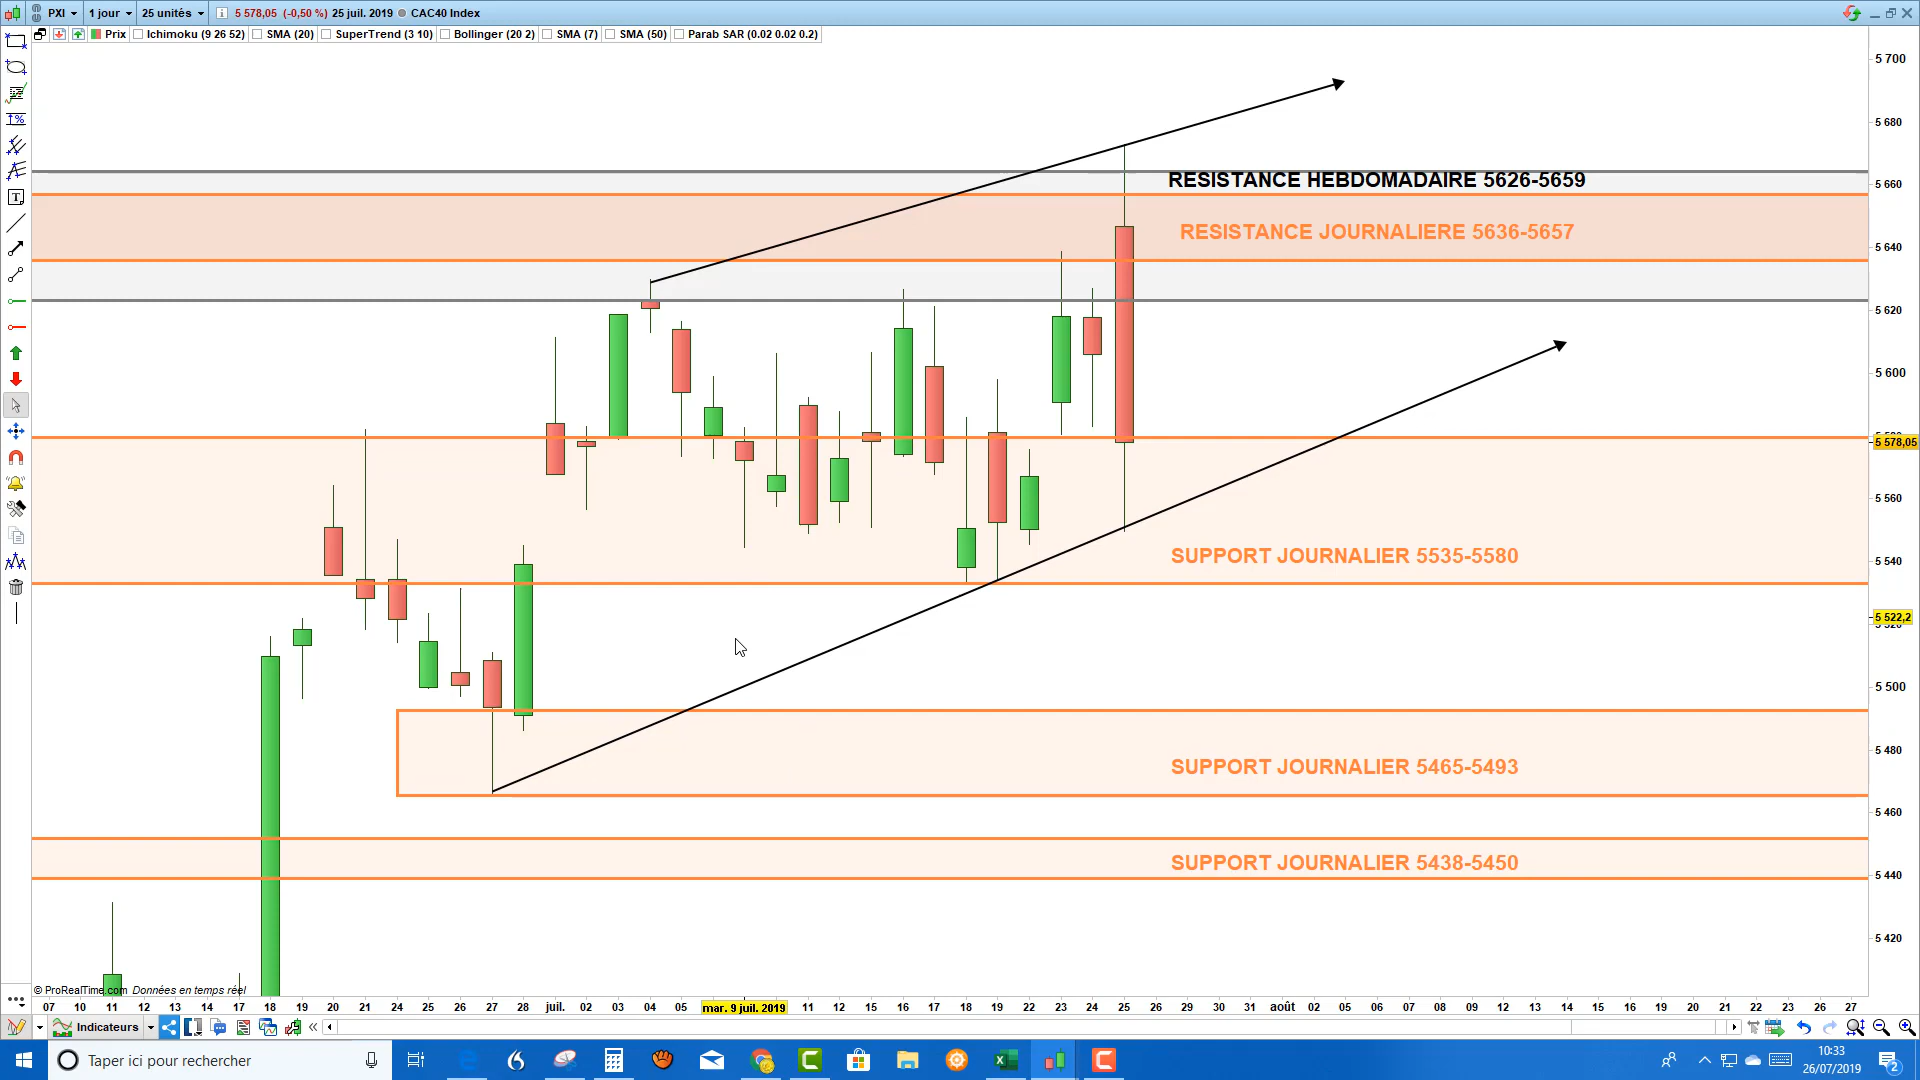 PXI 1 jour 25 unités 5 578,05 (-0,50 %) 25 juil. 2019 CAC40 Index
Prix Ichimoku (9 26 52) SMA (20) SuperTrend (3 10) Bollinger (20 2) SMA (7) SMA (50) Parab SAR (0.02 0.02 0.2)
5 700
5 680
RESISTANCE HEBDOMADAIRE 5626-5659
5 660
RESISTANCE JOURNALIERE 5636-5657
5 640
5 620
5 600
5 578,05
5 560
SUPPORT JOURNALIER 5535-5580
5 540
5 522,2
5 500
SUPPORT JOURNALIER 5465-5493
5 480
5 460
SUPPORT JOURNALIER 5438-5450
5 440
5 420
© ProRealTime.com Données en temps réel
07 10 11 12 13 14 17 18 19 20 21 24 25 26 27 28 juil. 02 03 04 05 mar. 9 juil. 2019 11 12 15 16 17 18 19 22 23 24 25 26 29 30 31 août 02 05 06 07 08 09 12 13 14 15 16 19 20 21 22 23 26 27
Indicateurs
Taper ici pour rechercher
10:33
26/07/2019
2